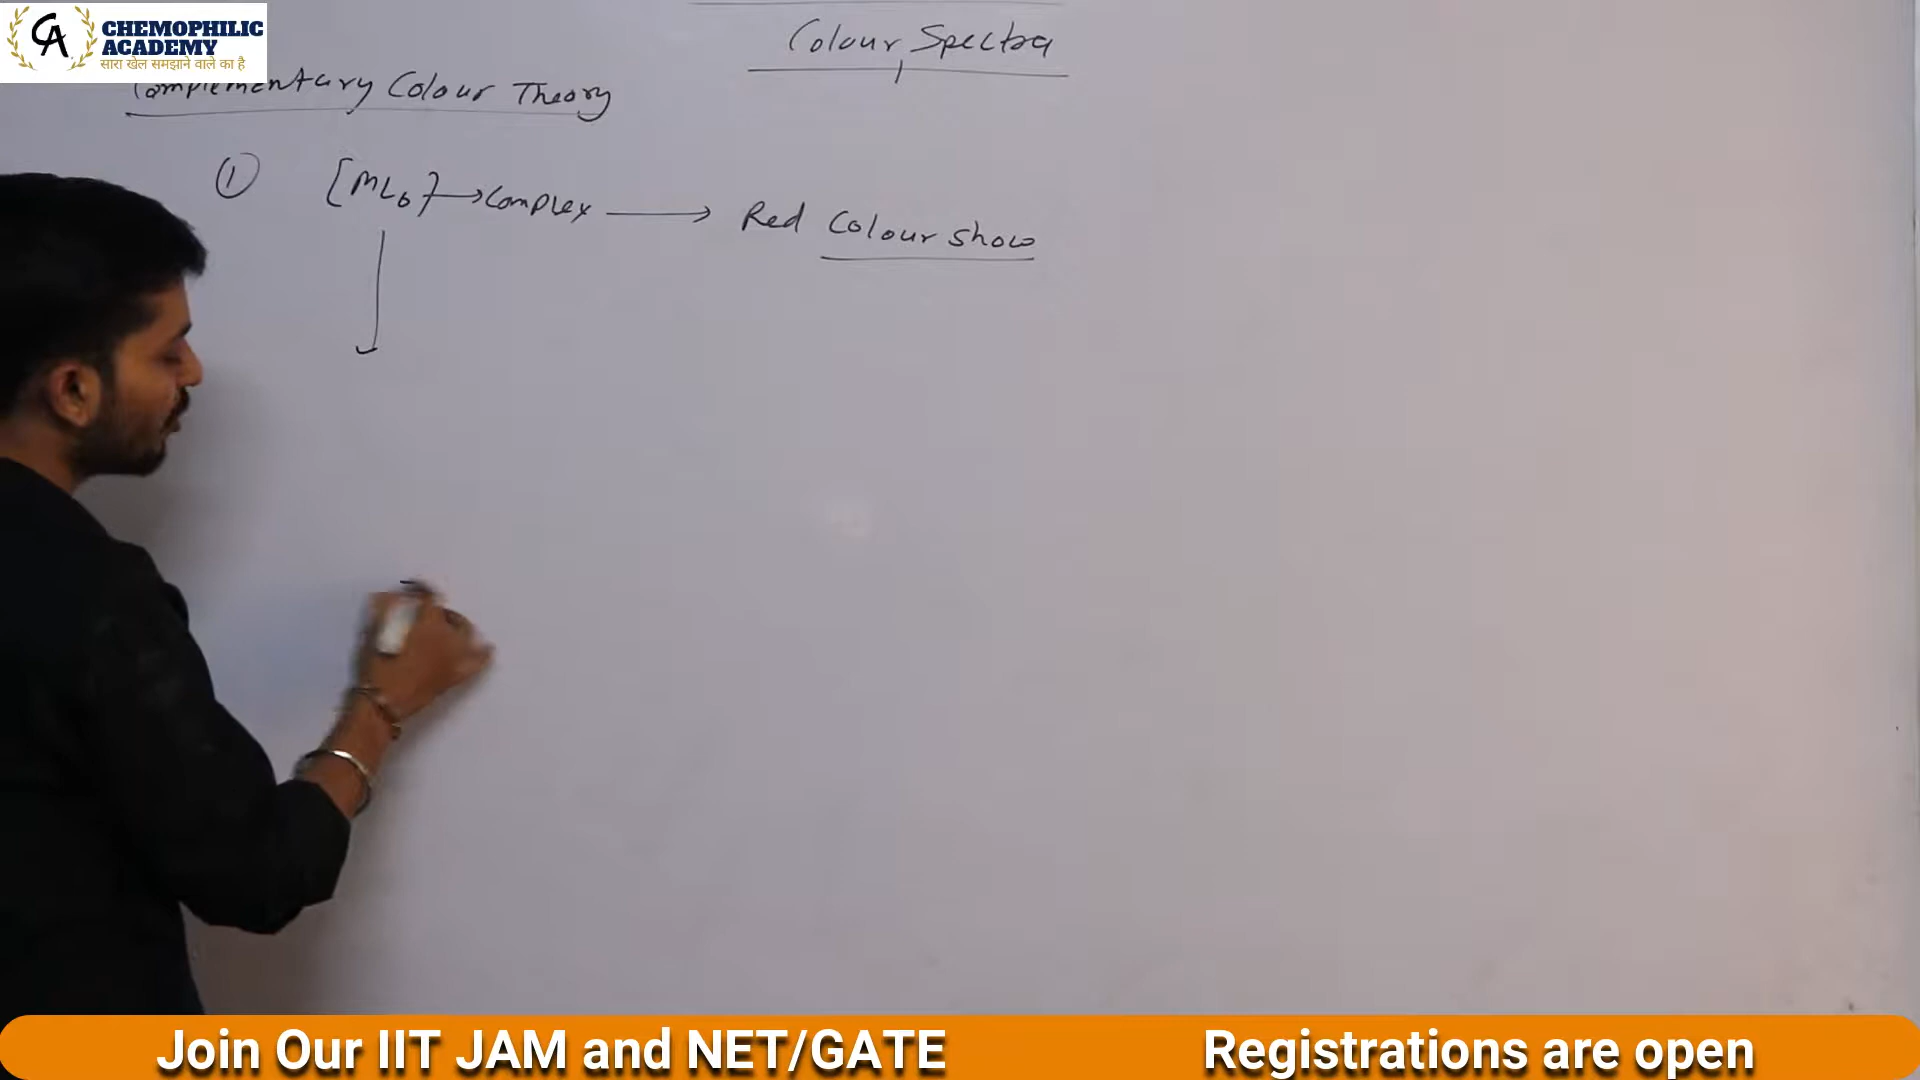 CA CHEMOPHILIC
ACADEMY
सारा खेल समझाने वाले का है
Colour Spectra
Complementary Colour Theory
① [ML6] → Complex → Red Colour show
Join Our IIT JAM and NET/GATE Registrations are open